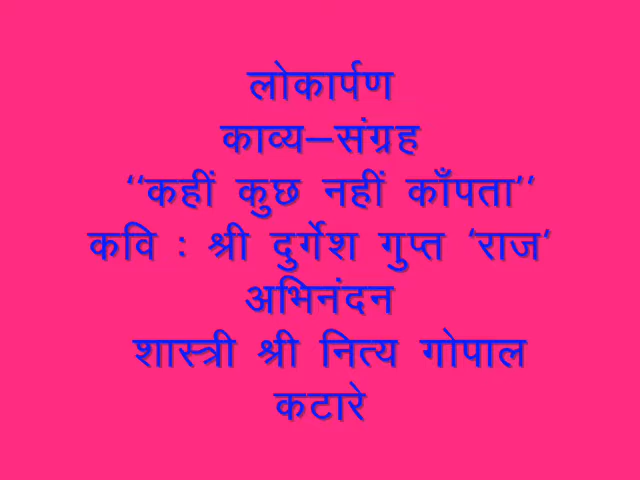 लोकार्पण
काव्य–संग्रह
‘‘कहीं कुछ नहीं काँपता’’
कवि : श्री दुर्गेश गुप्त ‘राज’
अभिनंदन
शास्त्री श्री नित्य गोपाल
कटारे